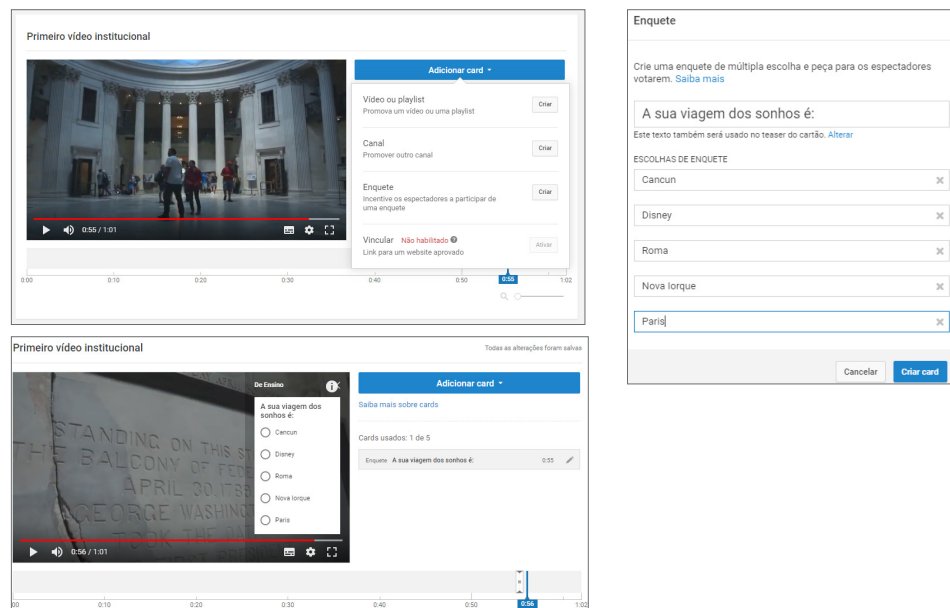 Primeiro vídeo institucional
Adicionar card
Vídeo ou playlist
Promova um vídeo ou uma playlist
Criar
Canal
Promover outro canal
Criar
Enquete
Incentive os espectadores a participar de
uma enquete
Criar
Vincular Não habilitado
Link para um website aprovado
Ativar
0:55 / 1:01
0:00 0:10 0:20 0:30 0:40 0:50 0:55 1:02
Enquete
Crie uma enquete de múltipla escolha e peça para os espectadores
votarem. Saiba mais
A sua viagem dos sonhos é:
Este texto também será usado no teaser do cartão. Alterar
ESCOLHAS DE ENQUETE
Cancun
Disney
Roma
Nova Iorque
Paris
Cancelar Criar card
Primeiro vídeo institucional
Todas as alterações foram salvas
De Ensino
A sua viagem dos
sonhos é:
Cancun
Disney
Roma
Nova Iorque
Paris
STANDING ON THIS
THE BALCONY OF
APRIL 30,
GEORGE
TOOK THE
0:56 / 1:01
Adicionar card
Saiba mais sobre cards
Cards usados: 1 de 5
Enquete A sua viagem dos sonhos é: 0:55
00 0:10 0:20 0:30 0:40 0:50 0:56 1:02